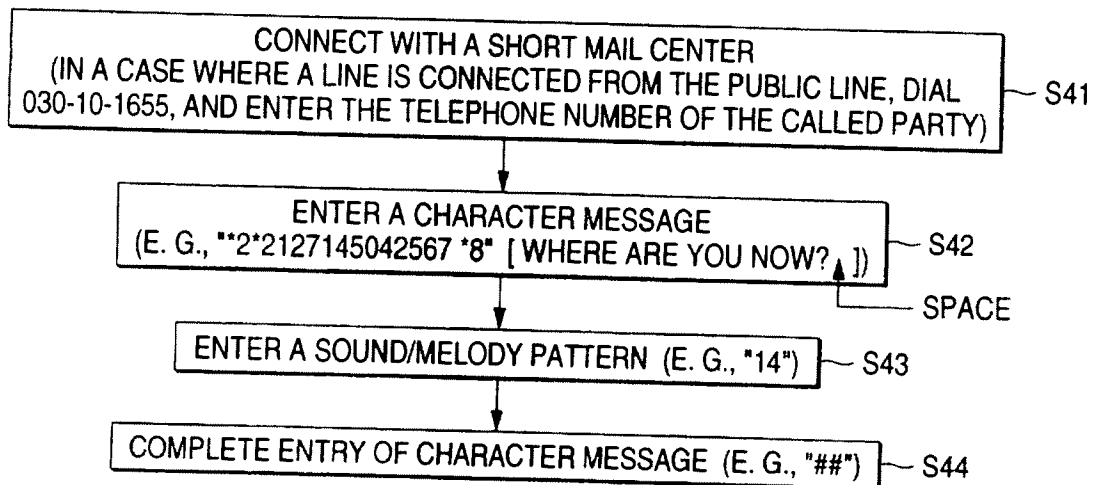 CONNECT WITH A SHORT MAIL CENTER
(IN A CASE WHERE A LINE IS CONNECTED FROM THE PUBLIC LINE, DIAL
030-10-1655, AND ENTER THE TELEPHONE NUMBER OF THE CALLED PARTY)
S41
ENTER A CHARACTER MESSAGE
(E. G., "*2*2127145042567 *8" [ WHERE ARE YOU NOW? ])
S42
SPACE
ENTER A SOUND/MELODY PATTERN (E. G., "14")
S43
COMPLETE ENTRY OF CHARACTER MESSAGE (E. G., "##")
S44